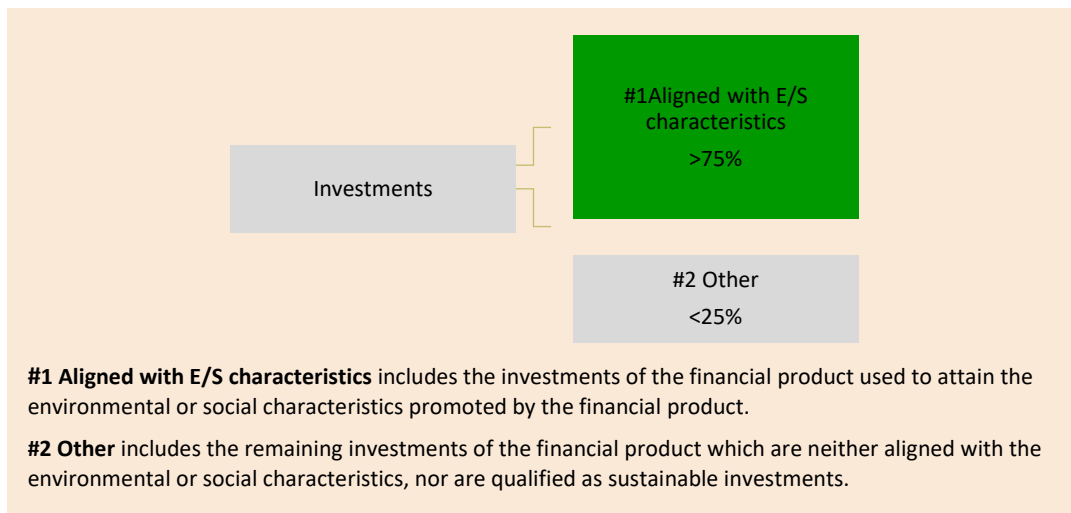 #1Aligned with E/S
characteristics
>75%
Investments
#2 Other
<25%
#1 Aligned with E/S characteristics includes the investments of the financial product used to attain the
environmental or social characteristics promoted by the financial product.
#2 Other includes the remaining investments of the financial product which are neither aligned with the
environmental or social characteristics, nor are qualified as sustainable investments.